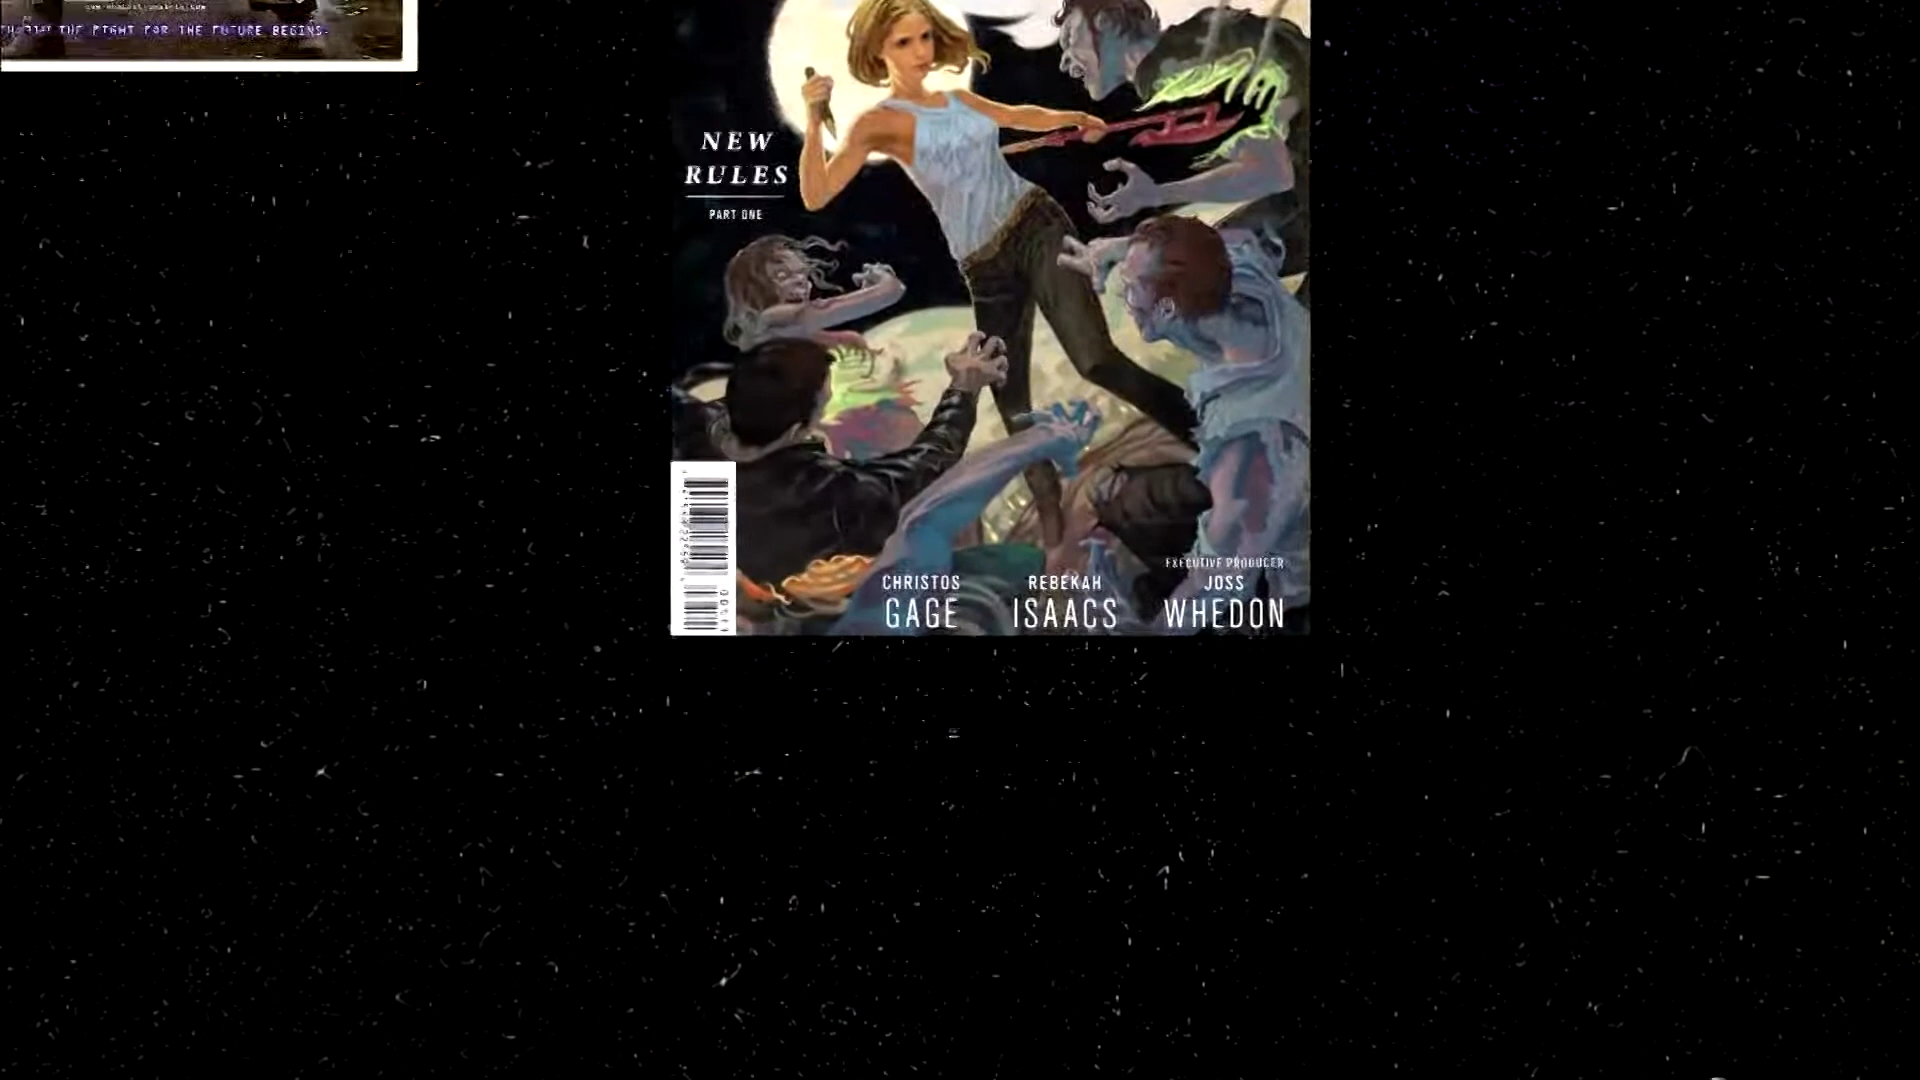 THE FIGHT FOR THE FUTURE BEGINS.
NEW
RULES
PART ONE
EXECUTIVE PRODUCER
CHRISTOS REBEKAH JOSS
GAGE ISAACS WHEDON